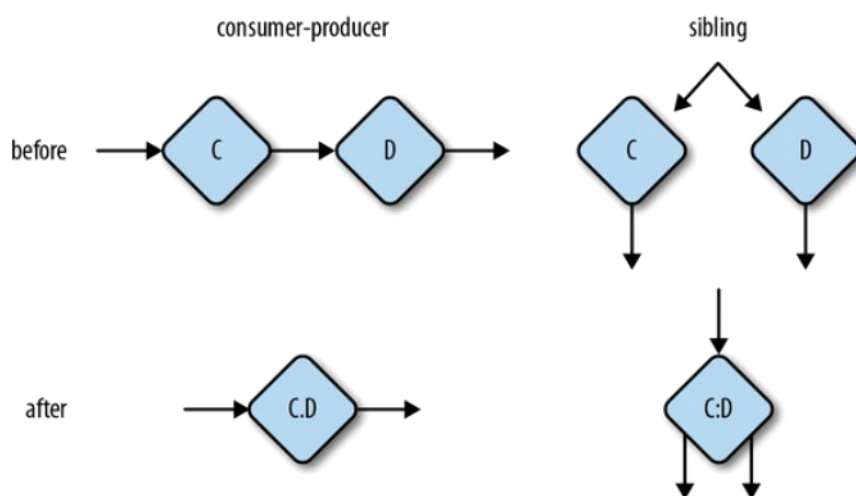 consumer-producer
sibling
before
C
D
C
D
after
C.D
C:D